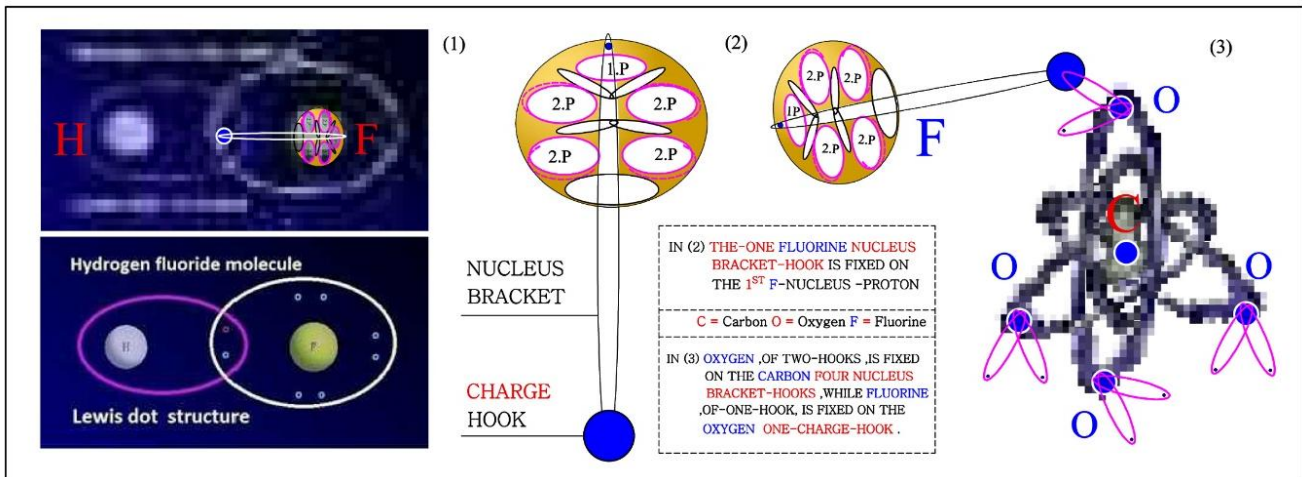 H
F
Hydrogen fluoride molecule
H
F
Lewis dot structure
(1)
1.P
2.P
2.P
2.P
2.P
NUCLEUS
BRACKET
CHARGE
HOOK
(2)
2.P
2.P
1P
2.P
2.P
F
IN (2) THE-ONE FLUORINE NUCLEUS
BRACKET-HOOK IS FIXED ON
THE 1ST F-NUCLEUS -PROTON
C = Carbon O = Oxygen F = Fluorine
IN (3) OXYGEN ,OF TWO-HOOKS ,IS FIXED
ON THE CARBON FOUR NUCLEUS
BRACKET-HOOKS ,WHILE FLUORINE
,OF-ONE-HOOK, IS FIXED ON THE
OXYGEN ONE-CHARGE-HOOK .
(3)
O
C
O
O
O